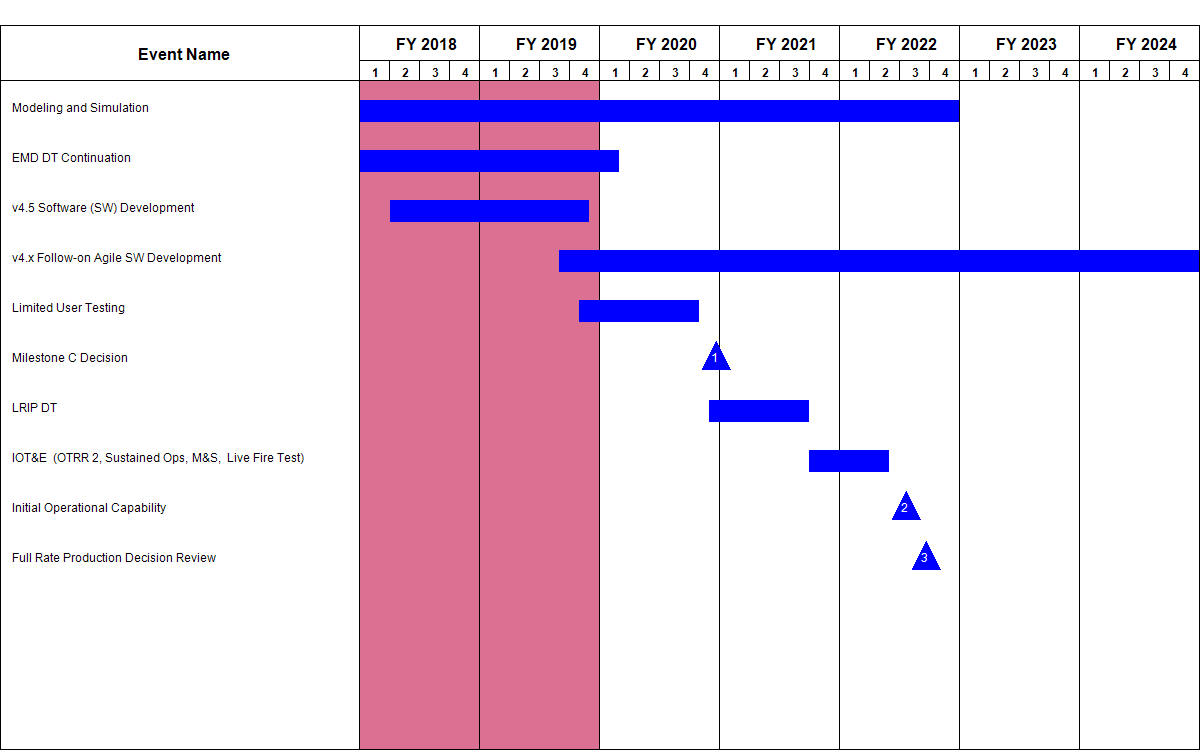 Event Name
FY 2018 FY 2019 FY 2020 FY 2021 FY 2022 FY 2023 FY 2024
1 2 3 4 1 2 3 4 1 2 3 4 1 2 3 4 1 2 3 4 1 2 3 4 1 2 3 4
Modeling and Simulation
EMD DT Continuation
v4.5 Software (SW) Development
v4.x Follow-on Agile SW Development
Limited User Testing
Milestone C Decision 1
LRIP DT
IOT&E (OTRR 2, Sustained Ops, M&S, Live Fire Test)
Initial Operational Capability 2
Full Rate Production Decision Review 3